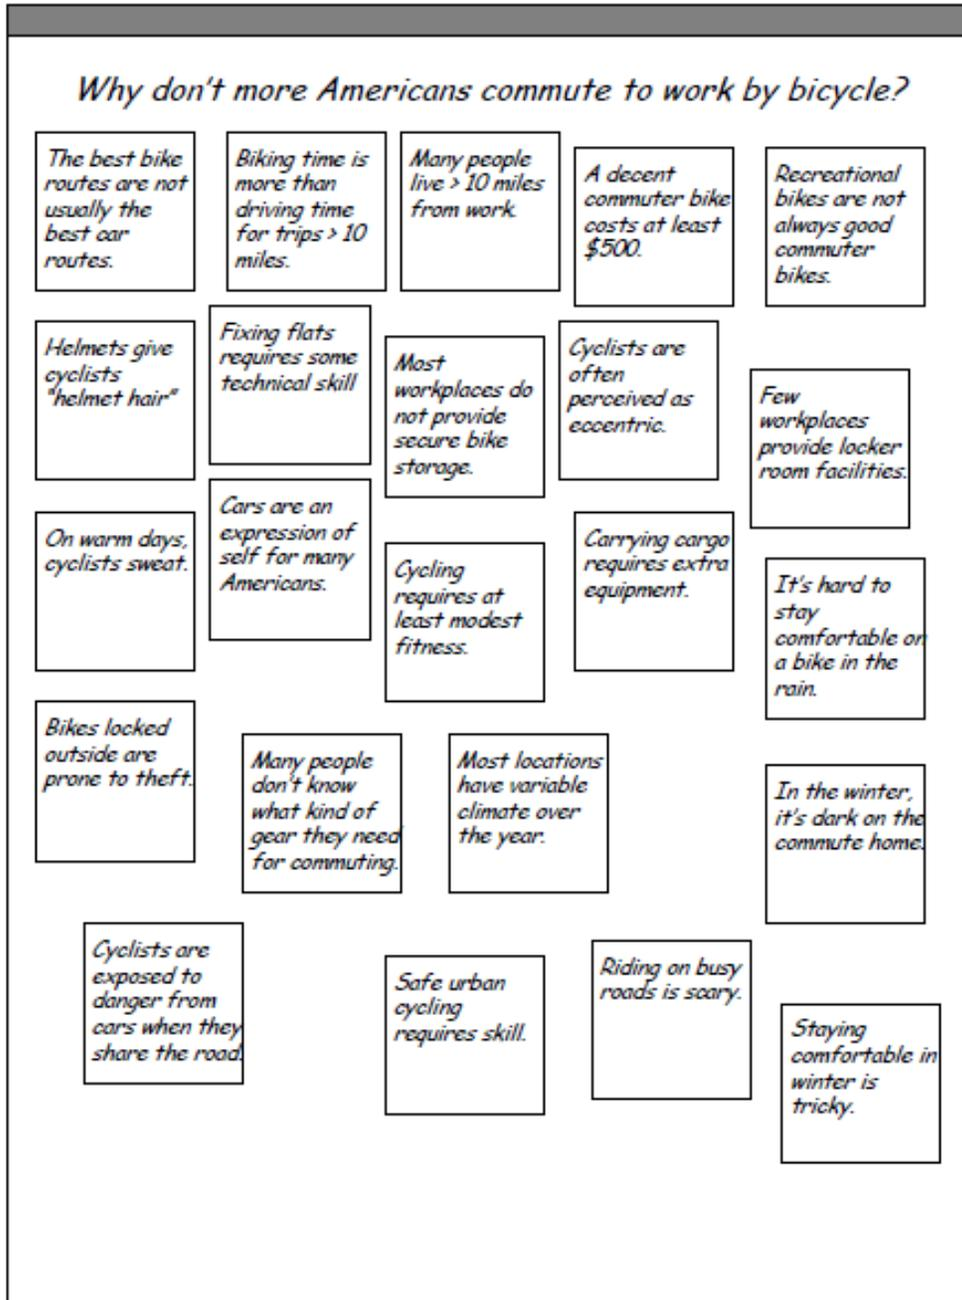 Why don't more Americans commute to work by bicycle?
The best bike
routes are not
usually the
best car
routes.
Biking time is
more than
driving time
for trips > 10
miles.
Many people
live > 10 miles
from work.
A decent
commuter bike
costs at least
$500.
Recreational
bikes are not
always good
commuter
bikes.
Helmets give
cyclists
"helmet hair"
Fixing flats
requires some
technical skill
Most
workplaces do
not provide
secure bike
storage.
Cyclists are
often
perceived as
eccentric.
Few
workplaces
provide locker
room facilities.
On warm days,
cyclists sweat.
Cars are an
expression of
self for many
Americans.
Cycling
requires at
least modest
fitness.
Carrying cargo
requires extra
equipment.
It's hard to
stay
comfortable on
a bike in the
rain.
Bikes locked
outside are
prone to theft.
Many people
don't know
what kind of
gear they need
for commuting.
Most locations
have variable
climate over
the year.
In the winter,
it's dark on the
commute home.
Cyclists are
exposed to
danger from
cars when they
share the road.
Safe urban
cycling
requires skill.
Riding on busy
roads is scary.
Staying
comfortable in
winter is
tricky.